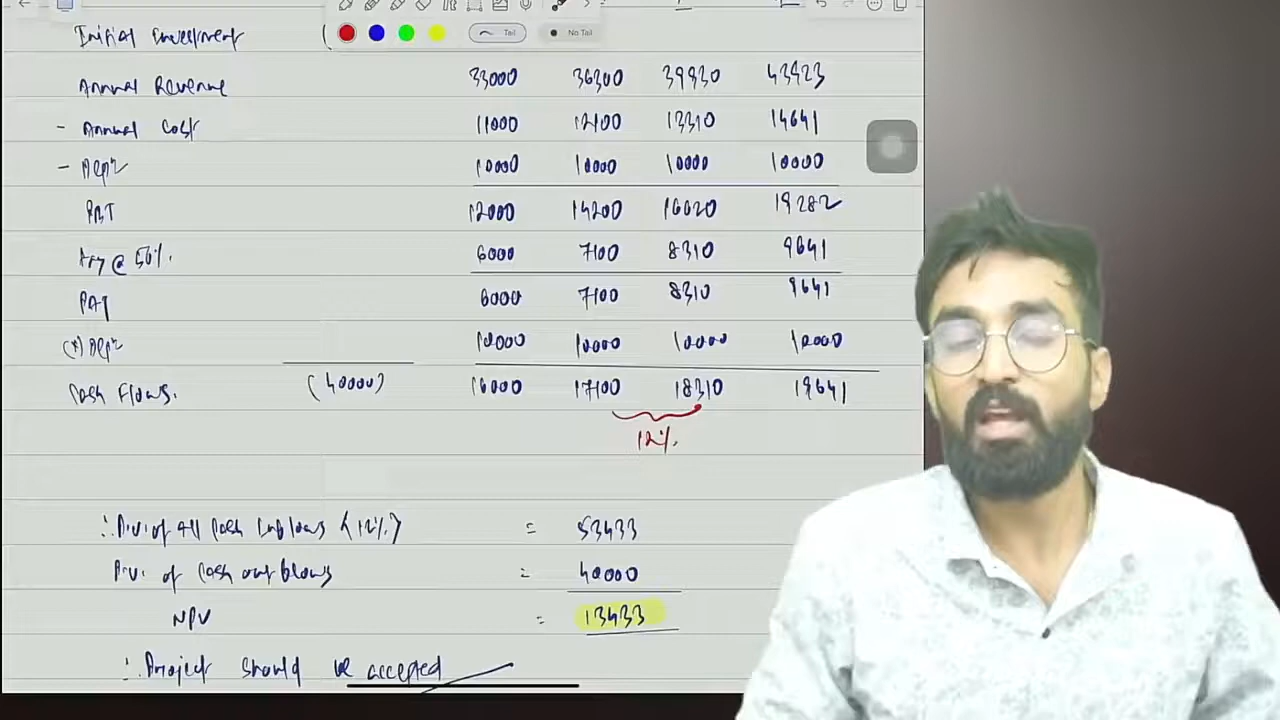 Initial Investment (
Tail
No Tail
Annual Revenue 33000 36300 39930 43923
- Annual Cost 11000 12100 13310 14641
- Depn 10000 10000 10000 10000
PBT 12000 14200 16620 19282
Tax @ 50%. 6000 7100 8310 9641
PAT 6000 7100 8310 9641
(+) Depn 10000 10000 10000 10000
Cash Flows. (40000) 16000 17100 18310 19641
12%.
∴ P.V. of all Cash Inflows (12%) = 53433
P.V. of Cash outflows = 40000
NPV = 13433
∴ Project should be accepted